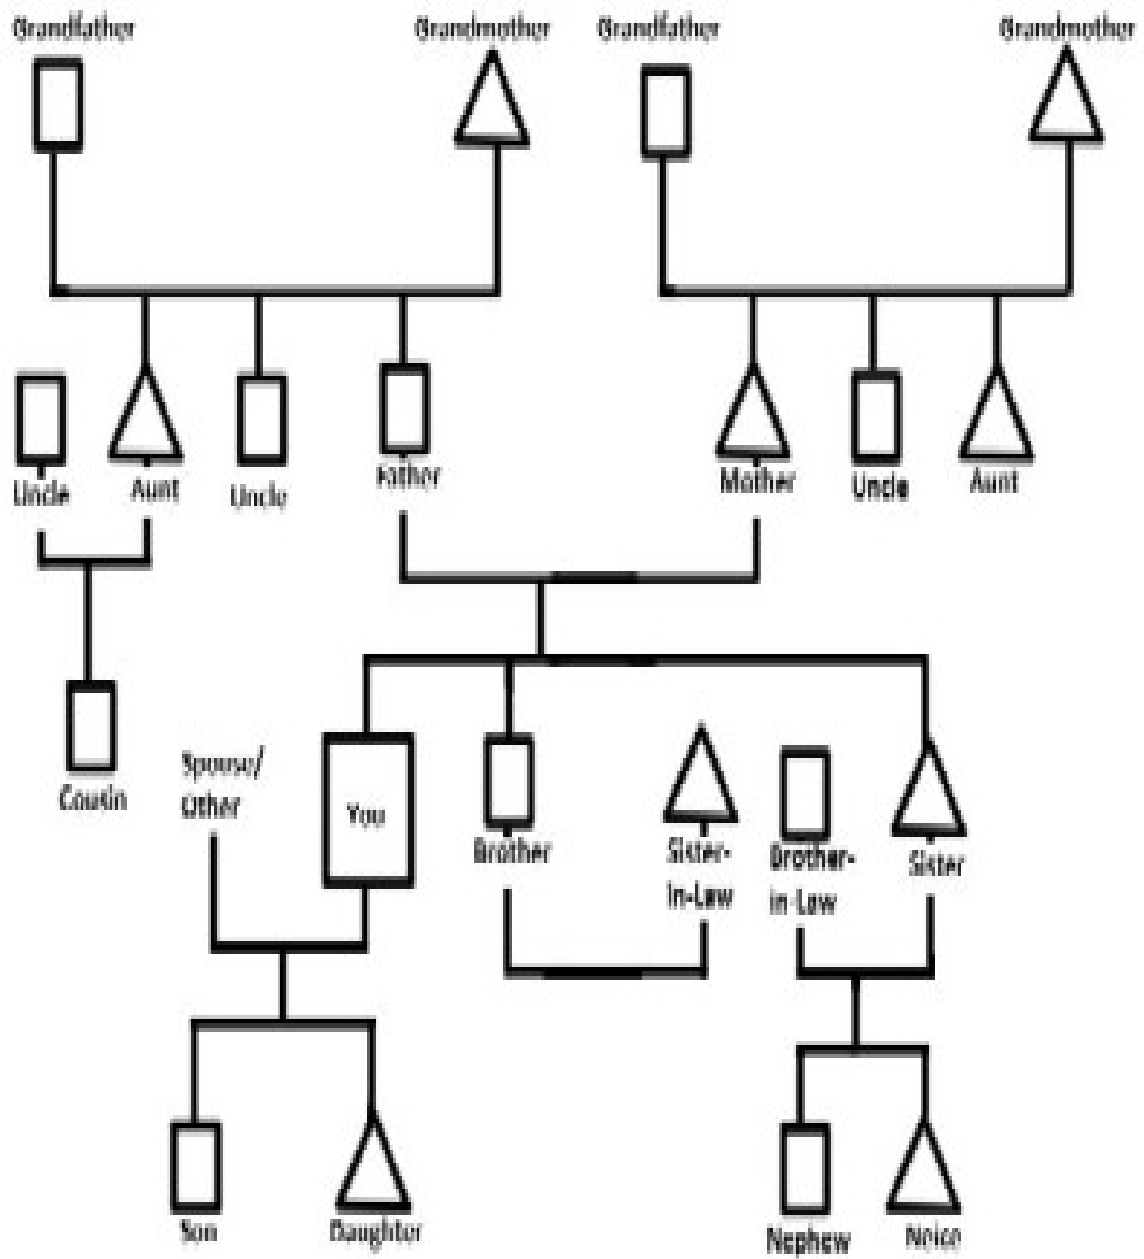 Grandfather
Grandmother
Grandfather
Grandmother
Uncle
Aunt
Uncle
Father
Mother
Uncle
Aunt
Cousin
Spouse/
Other
You
Brother
Sister-
in-Law
Brother-
in-Law
Sister
Son
Daughter
Nephew
Neice